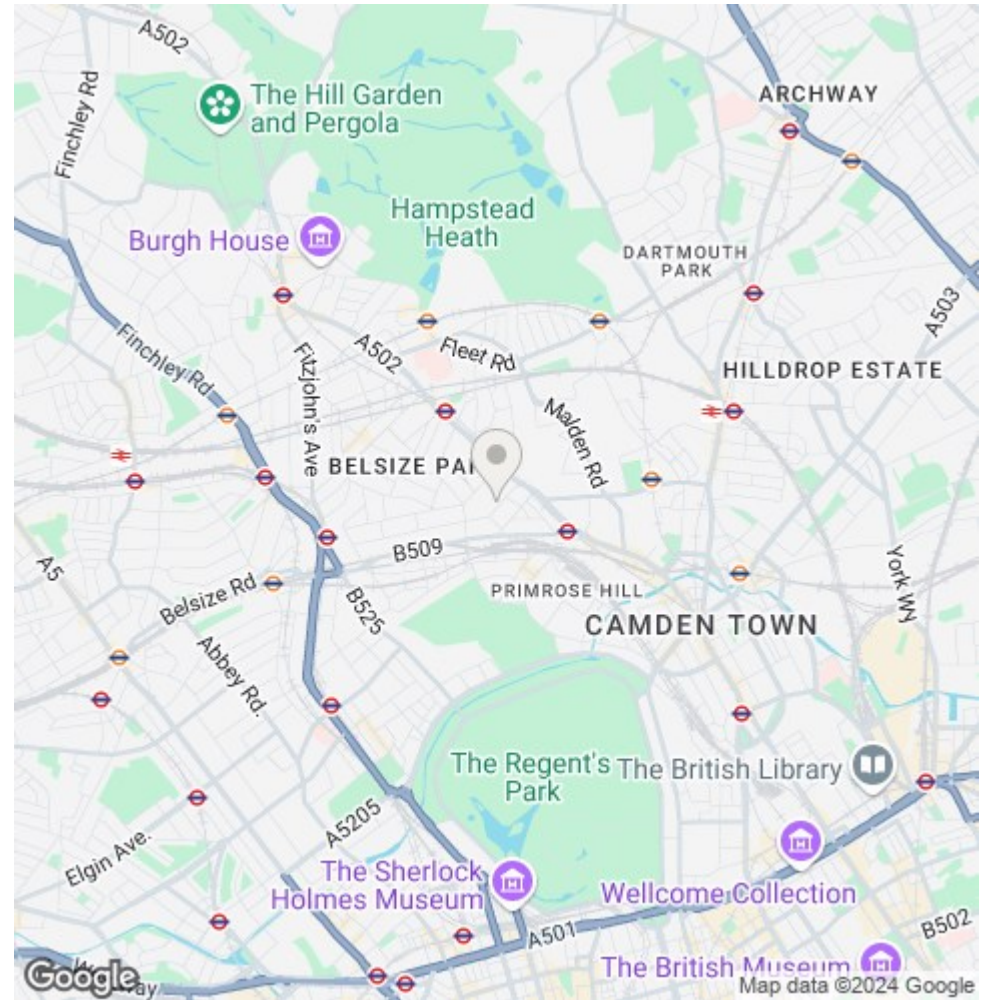 A502
Finchley Rd
The Hill Garden
and Pergola
ARCHWAY
Hampstead
Heath
Burgh House
DARTMOUTH
PARK
A503
Finchley Rd
Fitzjohn's Ave
A502
Fleet Rd
HILLDROP ESTATE
Malden Rd
BELSIZE PA
A5
B509
Belsize Rd
B525
PRIMROSE HILL
York Wy
CAMDEN TOWN
Abbey Rd.
The Regent's
Park
The British Library
A5205
Elgin Ave.
The Sherlock
Holmes Museum
Wellcome Collection
A501
B502
The British Museum
Google
Map data ©2024 Google